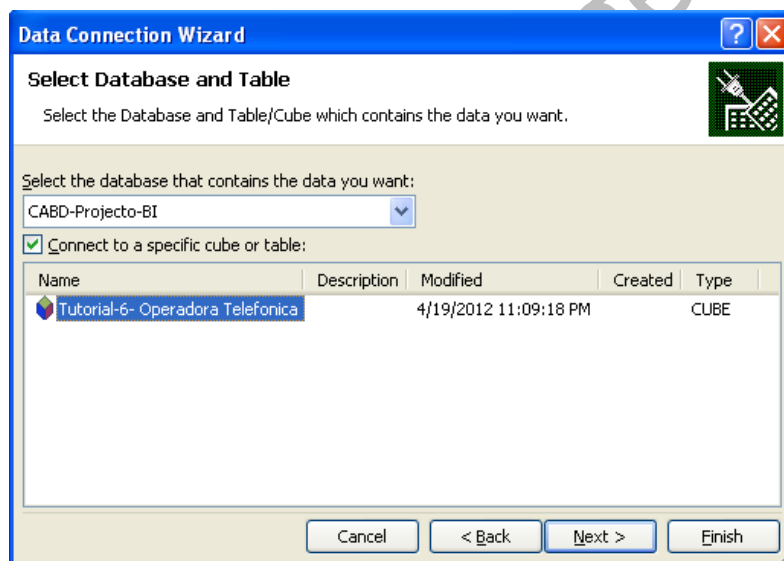 Data Connection Wizard
Select Database and Table
Select the Database and Table/Cube which contains the data you want.
Select the database that contains the data you want:
CABD-Projecto-BI
Connect to a specific cube or table:
Name Description Modified Created Type
Tutorial-6- Operadora Telefonica 4/19/2012 11:09:18 PM CUBE
Cancel < Back Next > Finish